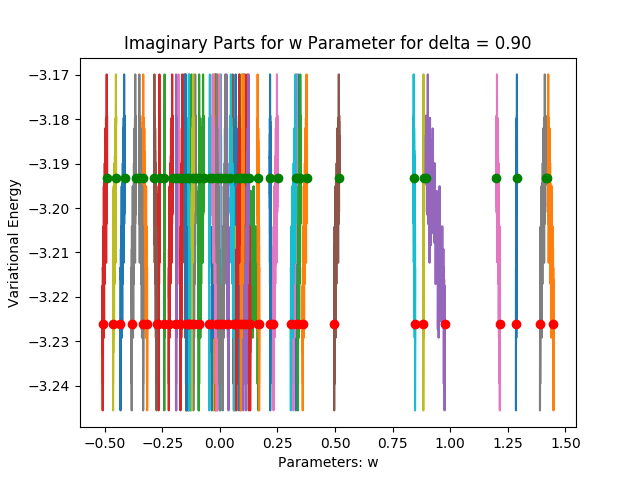 Imaginary Parts for w Parameter for delta = 0.90
−3.17
−3.18
−3.19
−3.20
−3.21
−3.22
−3.23
−3.24
Variational Energy
−0.50 −0.25 0.00 0.25 0.50 0.75 1.00 1.25 1.50
Parameters: w